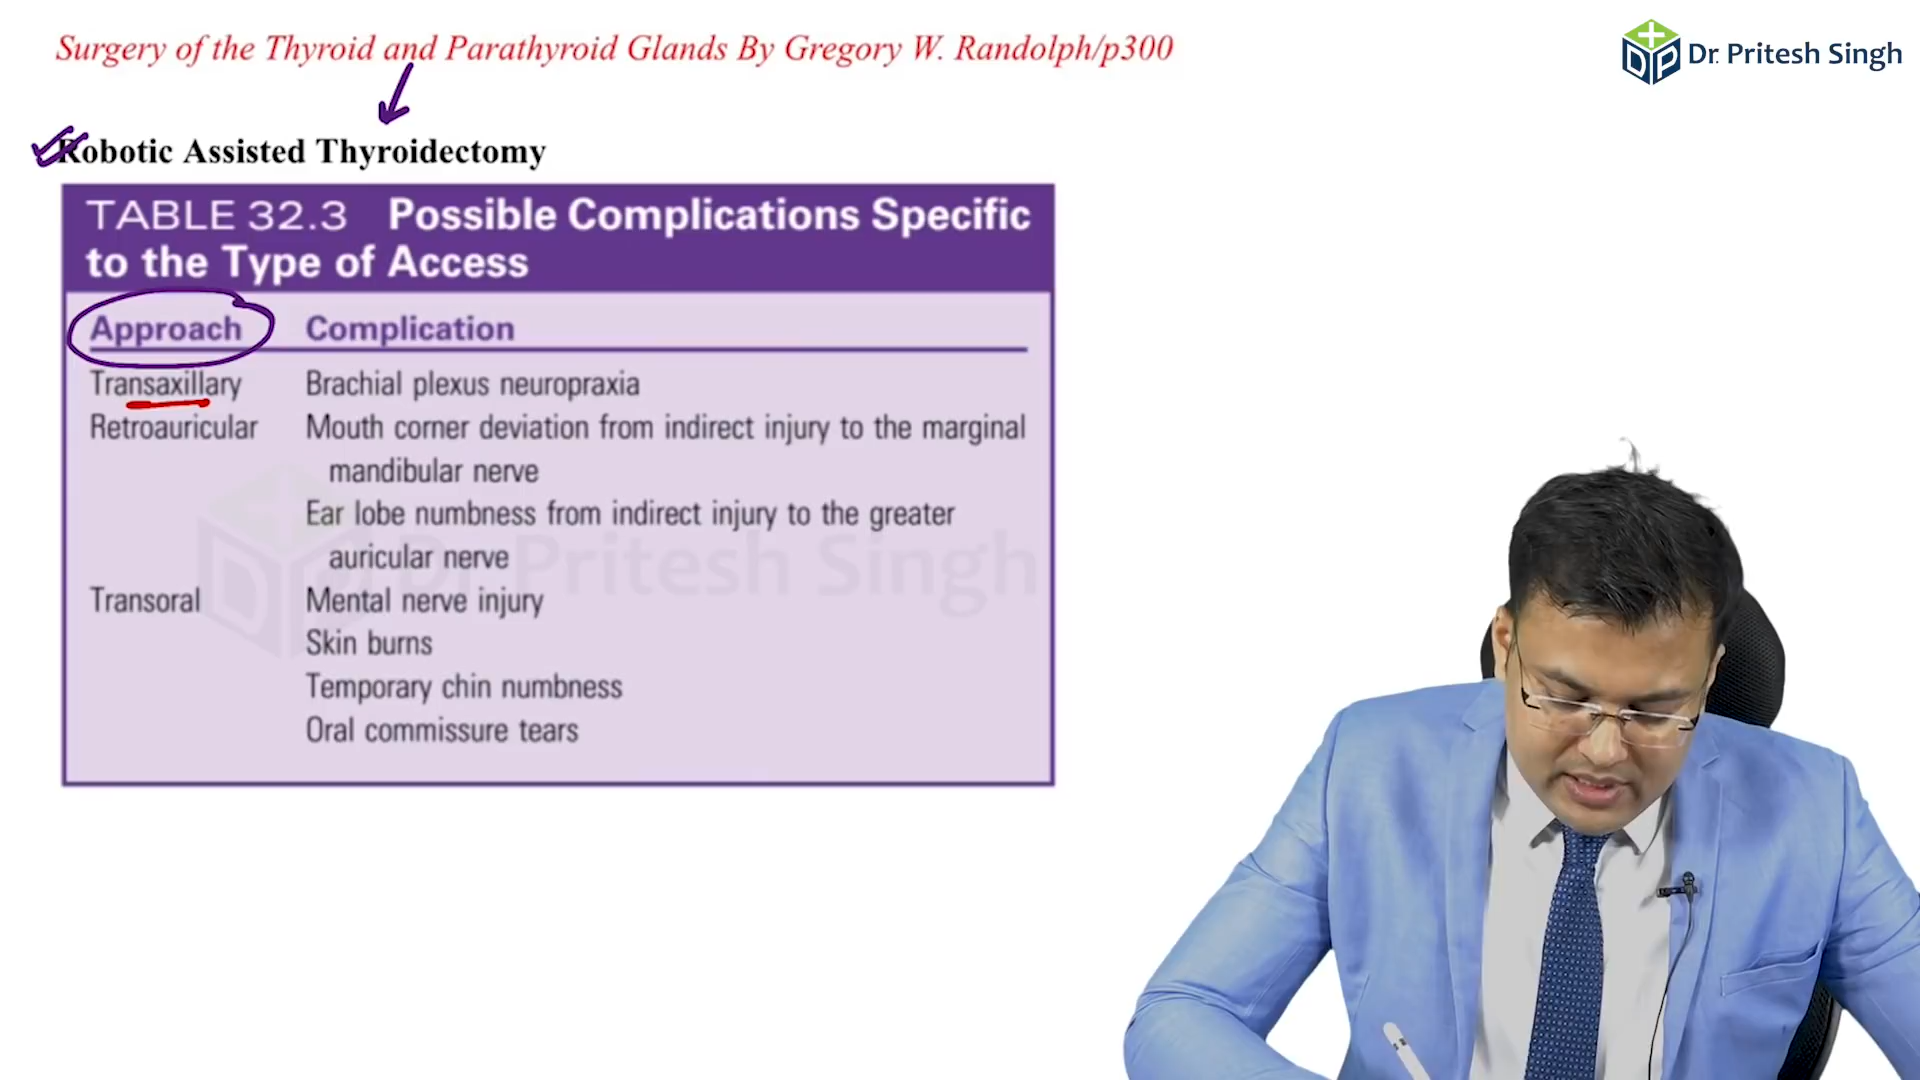 Surgery of the Thyroid and Parathyroid Glands By Gregory W. Randolph/p300
Dr. Pritesh Singh
Robotic Assisted Thyroidectomy
TABLE 32.3 Possible Complications Specific
to the Type of Access
Approach Complication
Transaxillary Brachial plexus neuropraxia
Retroauricular Mouth corner deviation from indirect injury to the marginal
mandibular nerve
Ear lobe numbness from indirect injury to the greater
auricular nerve
Transoral Mental nerve injury
Skin burns
Temporary chin numbness
Oral commissure tears
Dr. Pritesh Singh